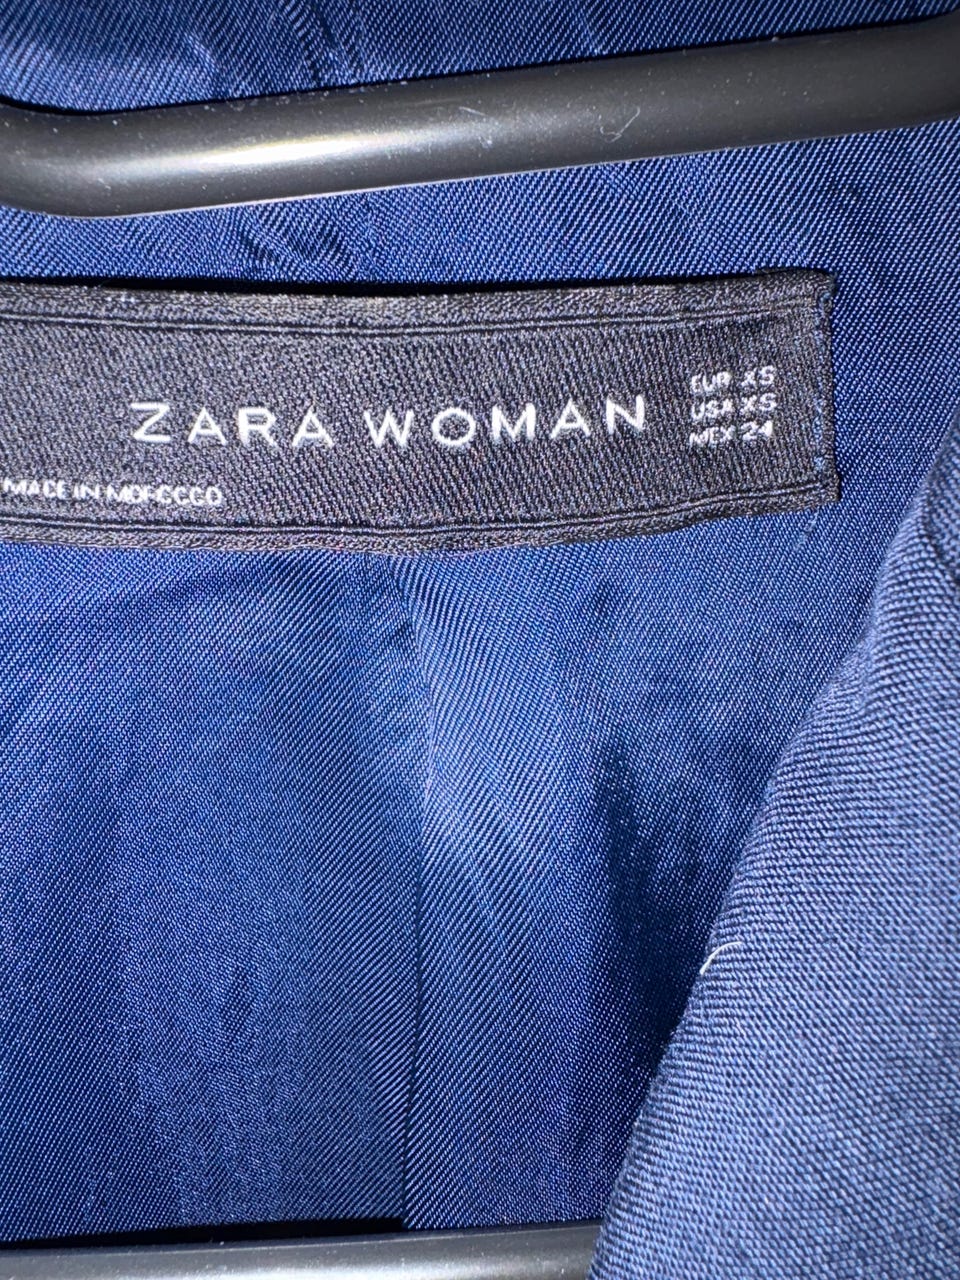 ZARA WOMAN
EUR XS
USA XS
MEX 24
MADE IN MOROCCO